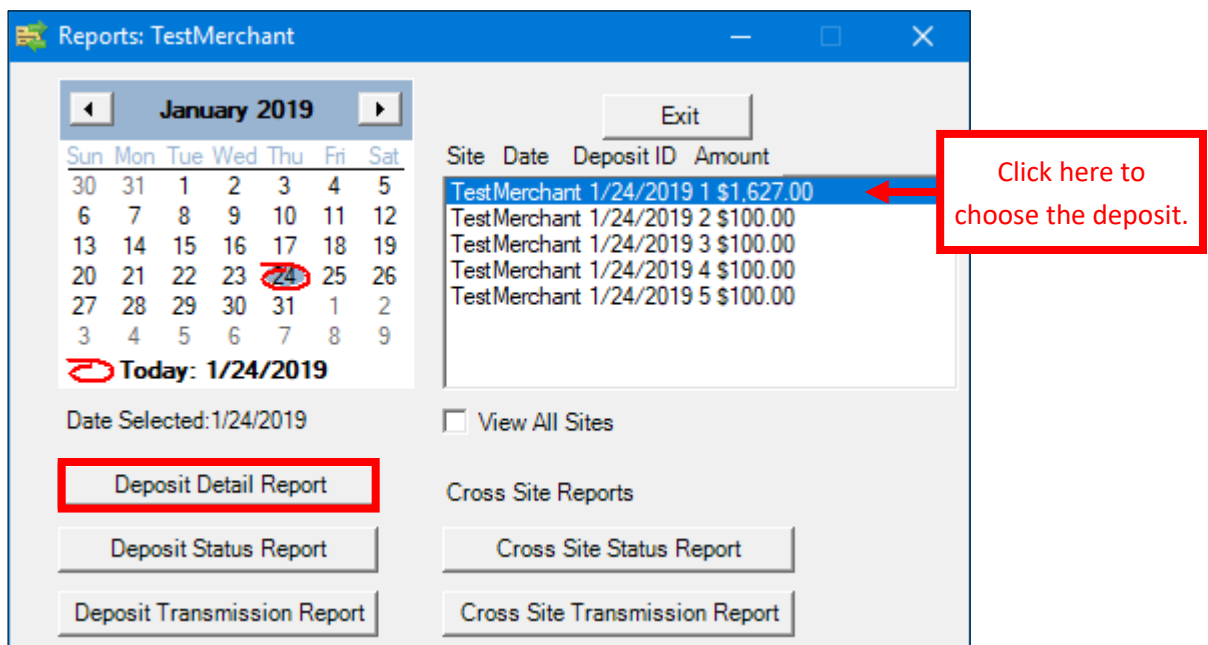 Reports: TestMerchant
January 2019
Sun Mon Tue Wed Thu Fri Sat
30 31 1 2 3 4 5
6 7 8 9 10 11 12
13 14 15 16 17 18 19
20 21 22 23 24 25 26
27 28 29 30 31 1 2
3 4 5 6 7 8 9
Today: 1/24/2019
Date Selected:1/24/2019
Exit
Site Date Deposit ID Amount
TestMerchant 1/24/2019 1 $1,627.00
TestMerchant 1/24/2019 2 $100.00
TestMerchant 1/24/2019 3 $100.00
TestMerchant 1/24/2019 4 $100.00
TestMerchant 1/24/2019 5 $100.00
Click here to
choose the deposit.
View All Sites
Deposit Detail Report
Deposit Status Report
Deposit Transmission Report
Cross Site Reports
Cross Site Status Report
Cross Site Transmission Report